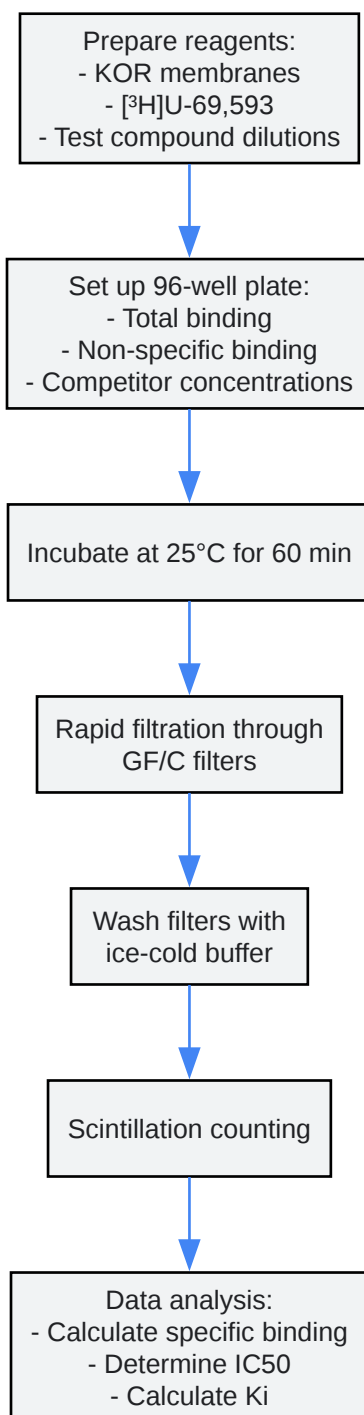 Prepare reagents:
- KOR membranes
- [³H]U-69,593
- Test compound dilutions
Set up 96-well plate:
- Total binding
- Non-specific binding
- Competitor concentrations
Incubate at 25°C for 60 min
Rapid filtration through
GF/C filters
Wash filters with
ice-cold buffer
Scintillation counting
Data analysis:
- Calculate specific binding
- Determine IC50
- Calculate Ki